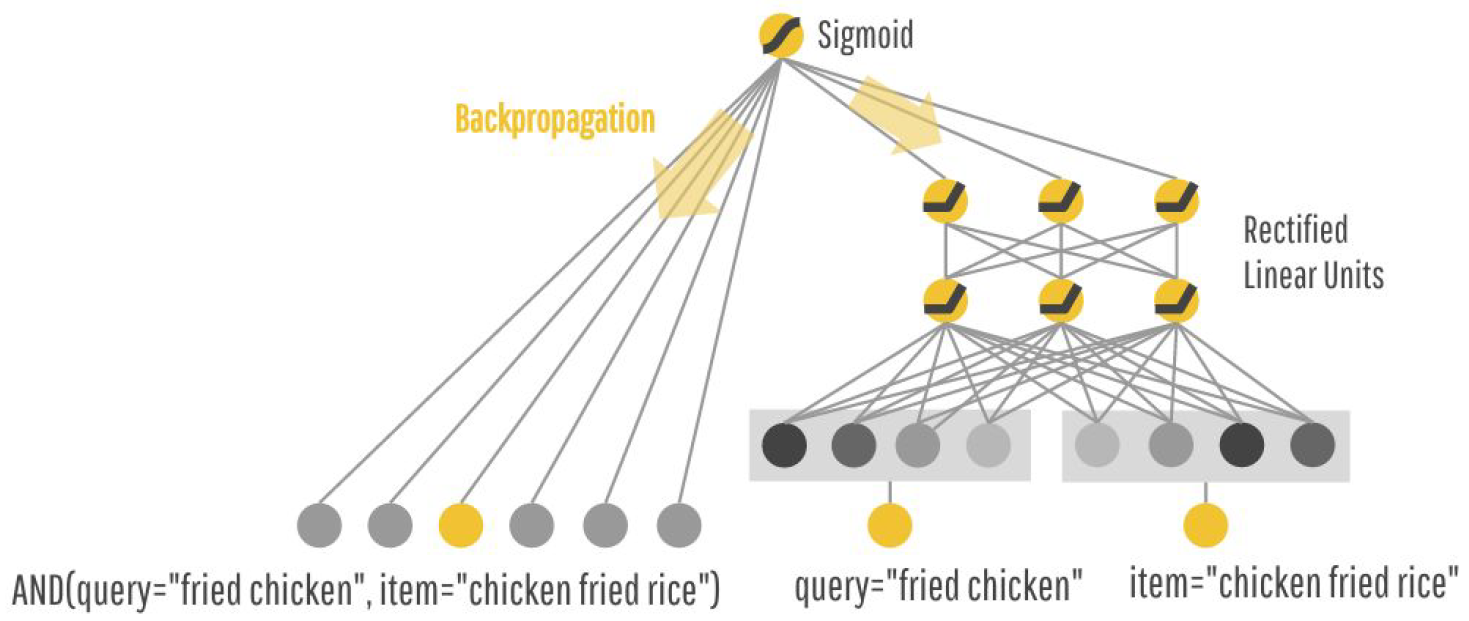 Sigmoid
Backpropagation
Rectified
Linear Units
AND(query="fried chicken", item="chicken fried rice")
query="fried chicken"
item="chicken fried rice"